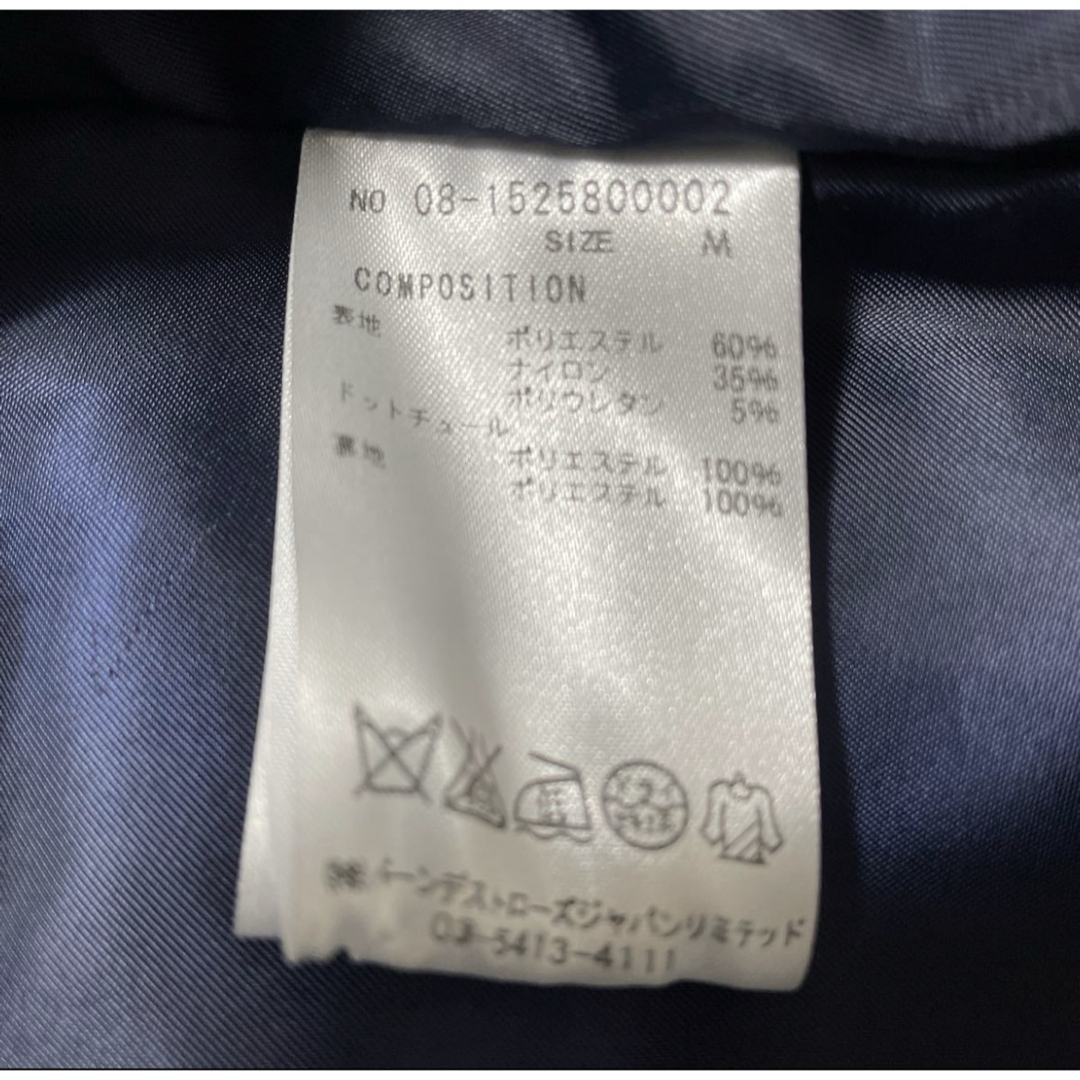 NO 08-1525800002
SIZE M
COMPOSITION
表地
ポリエステル 60%
ナイロン 35%
ポリウレタン 5%
ドットチュール
ポリエステル 100%
裏地
ポリエステル 100%
バーンデストローズジャパンリミテッド
03-5413-4111